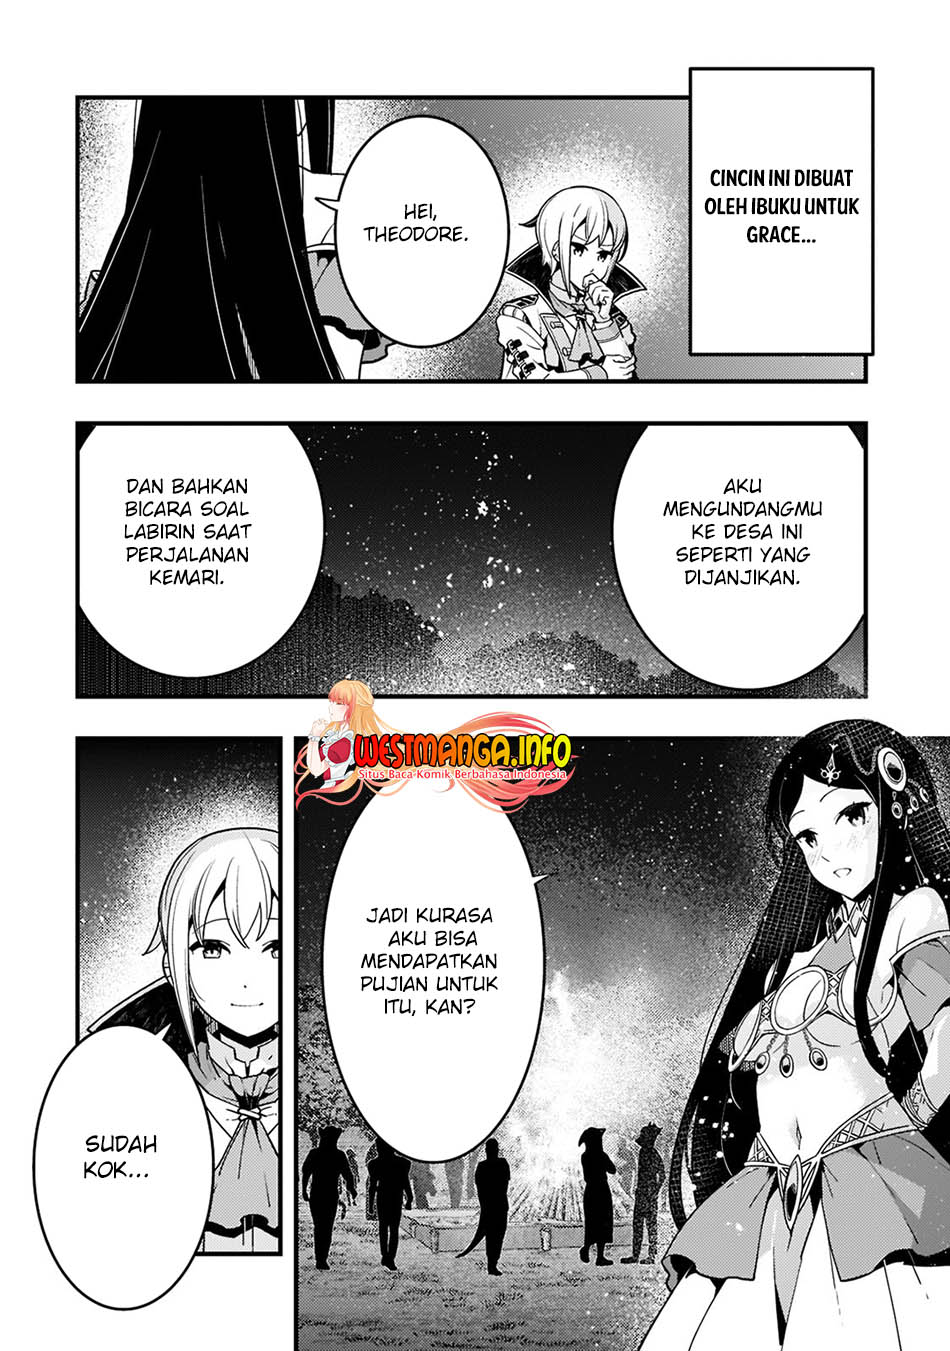 CINCIN INI DIBUAT
OLEH IBUKU UNTUK
GRACE...
HEI,
THEODORE.
AKU
MENGUNDANGMU
KE DESA INI
SEPERTI YANG
DIJANJIKAN.
DAN BAHKAN
BICARA SOAL
LABIRIN SAAT
PERJALANAN
KEMARI.
WESTMANGA.INFO
Situs Baca Komik Berbahasa Indonesia
JADI KURASA
AKU BISA
MENDAPATKAN
PUJIAN UNTUK
ITU, KAN?
SUDAH
KOK...